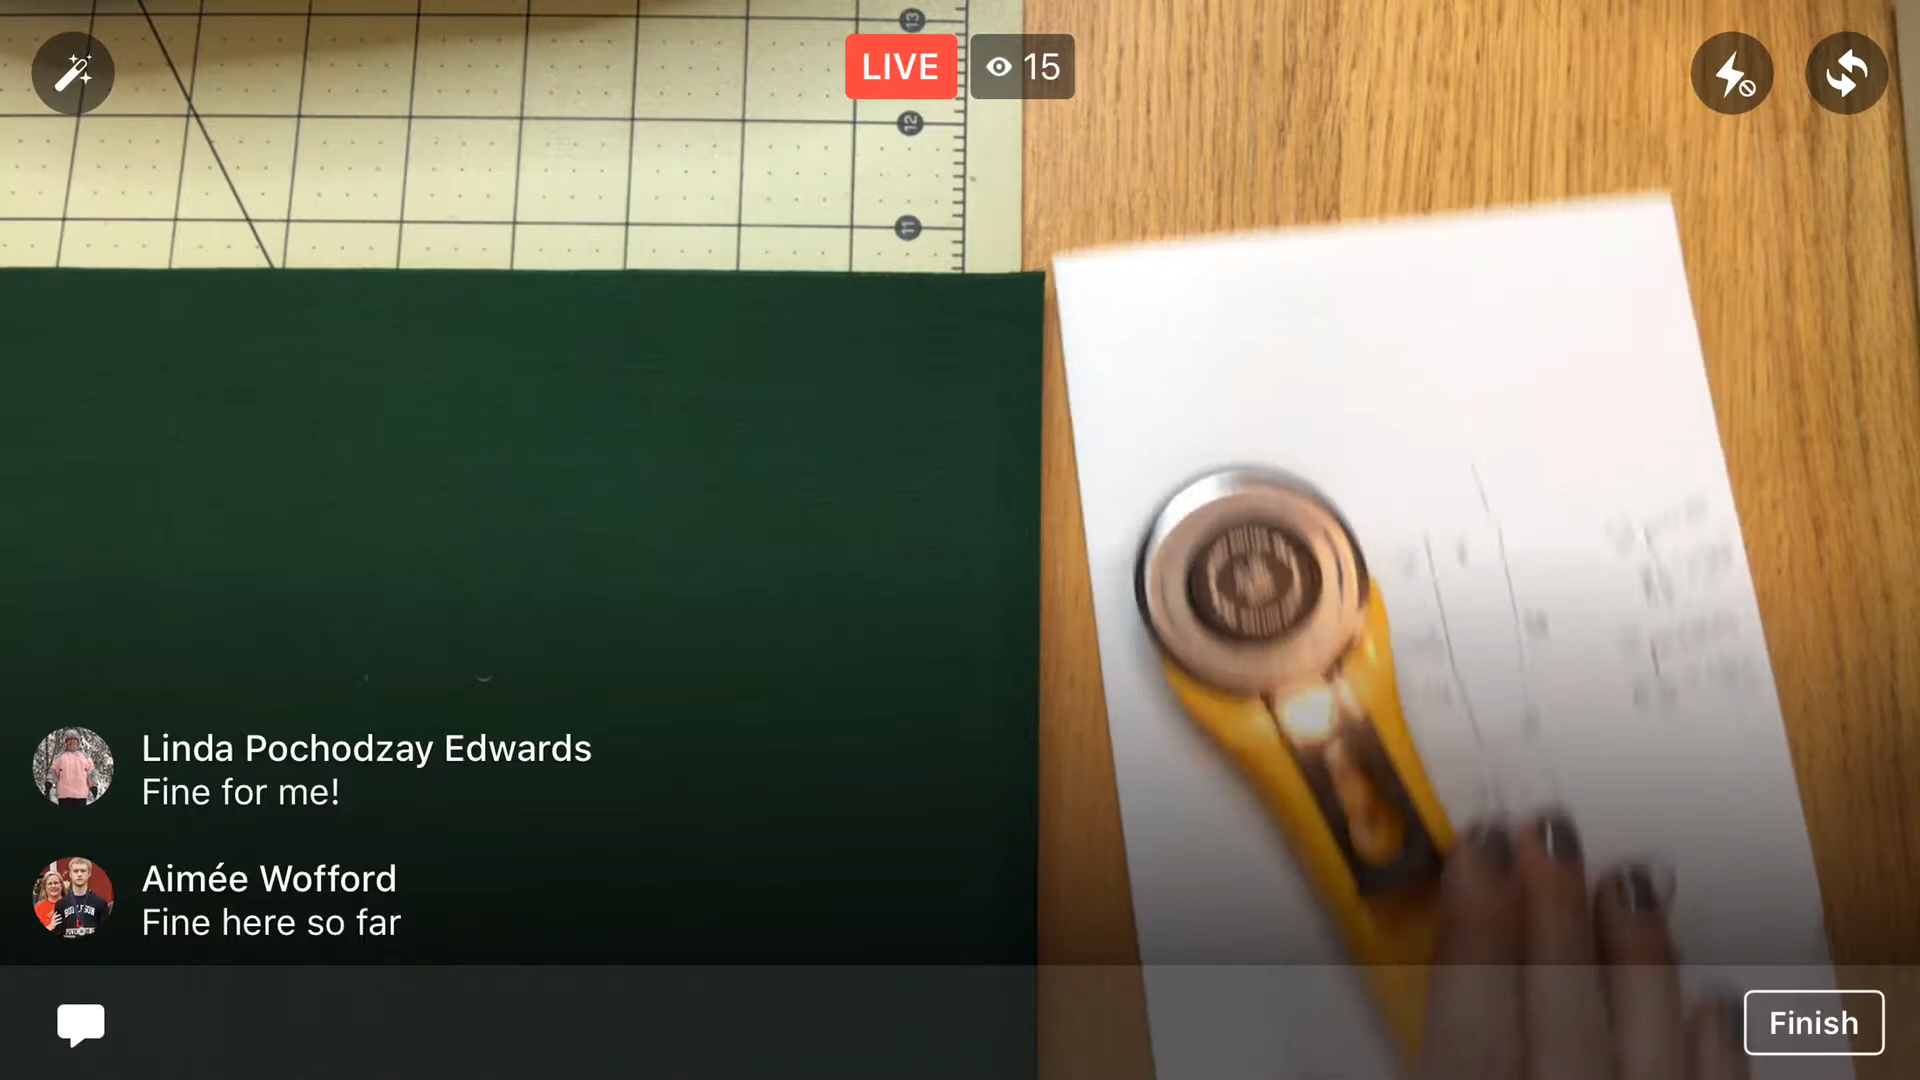 13
LIVE 15
12
11
Linda Pochodzay Edwards
Fine for me!
Aimée Wofford
Fine here so far
Finish